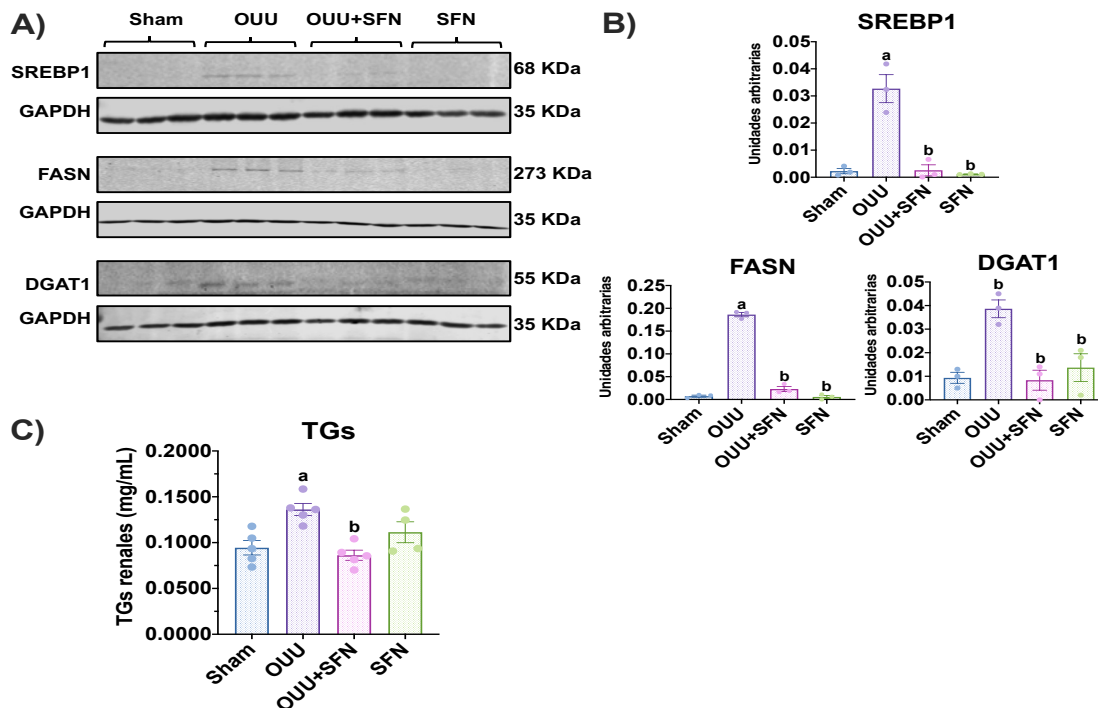 A)
Sham OUU OUU+SFN SFN
SREBP1 68 KDa
GAPDH 35 KDa
FASN 273 KDa
GAPDH 35 KDa
DGAT1 55 KDa
GAPDH 35 KDa
B)
SREBP1
Unidades arbitrarias
0.05
0.04
0.03
0.02
0.01
0.00
a
b
b
Sham OUU OUU+SFN SFN
FASN
Unidades arbitrarias
0.20
0.15
0.10
0.05
0.00
a
b
b
Sham OUU OUU+SFN SFN
DGAT1
Unidades arbitrarias
0.05
0.04
0.03
0.02
0.01
0.00
b
b
b
Sham OUU OUU+SFN SFN
C)
TGs
TGs renales (mg/mL)
0.2000
0.1500
0.1000
0.0500
0.0000
a
b
Sham OUU OUU+SFN SFN